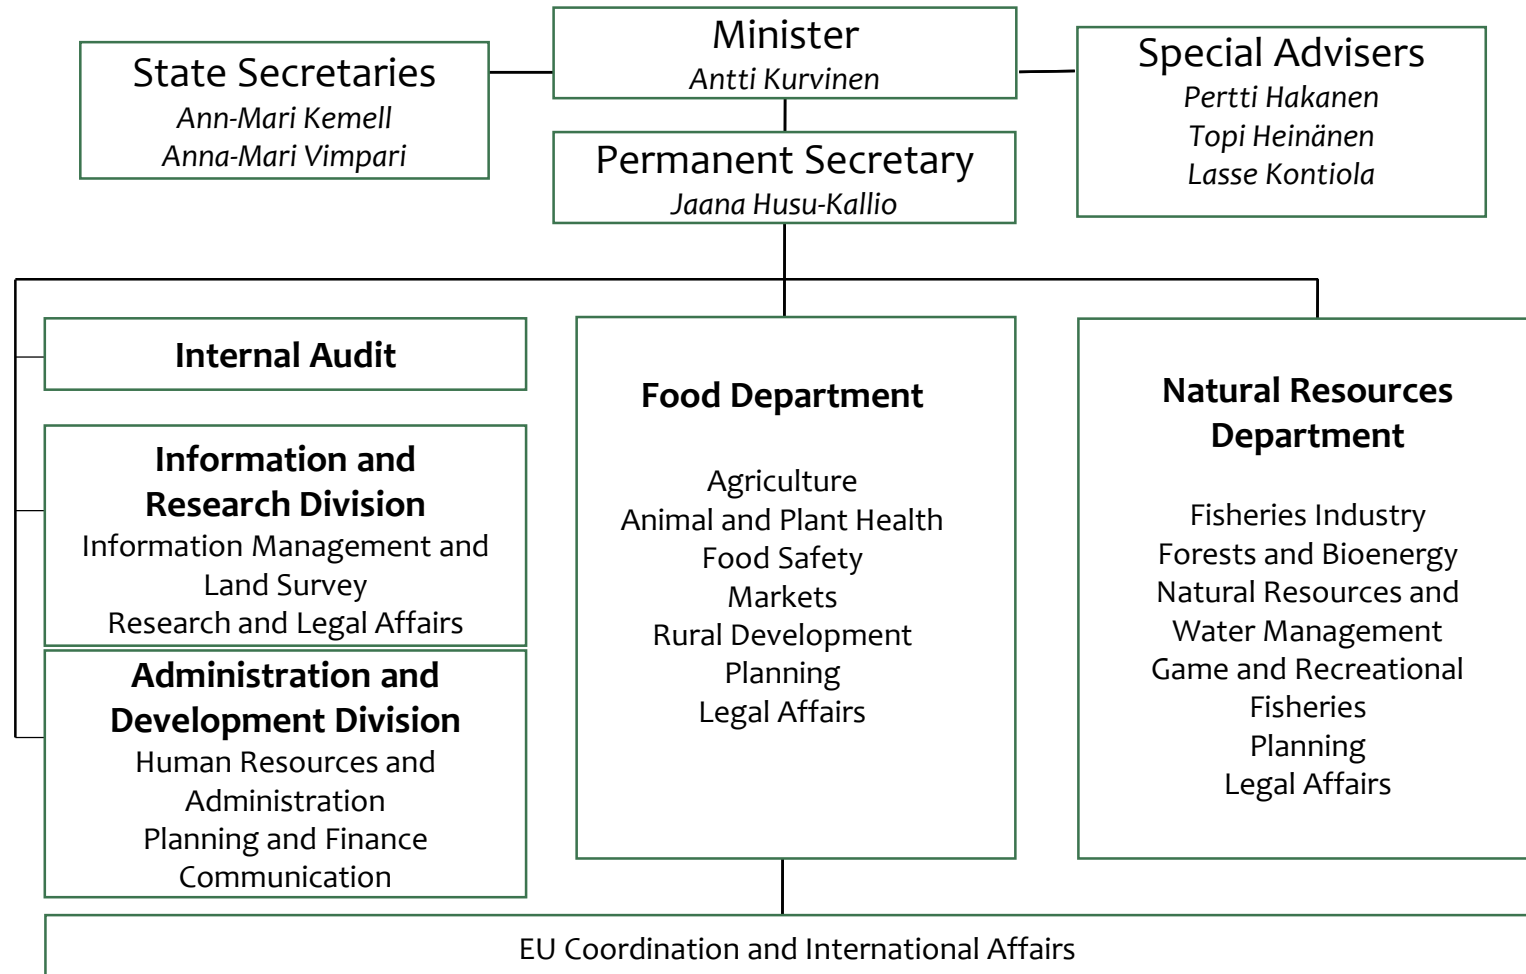 Minister
Antti Kurvinen
State Secretaries
Ann-Mari Kemell
Anna-Mari Vimpari
Special Advisers
Pertti Hakanen
Topi Heinänen
Lasse Kontiola
Permanent Secretary
Jaana Husu-Kallio
Internal Audit
Information and
Research Division
Information Management and
Land Survey
Research and Legal Affairs
Administration and
Development Division
Human Resources and
Administration
Planning and Finance
Communication
Food Department
Agriculture
Animal and Plant Health
Food Safety
Markets
Rural Development
Planning
Legal Affairs
Natural Resources
Department
Fisheries Industry
Forests and Bioenergy
Natural Resources and
Water Management
Game and Recreational
Fisheries
Planning
Legal Affairs
EU Coordination and International Affairs